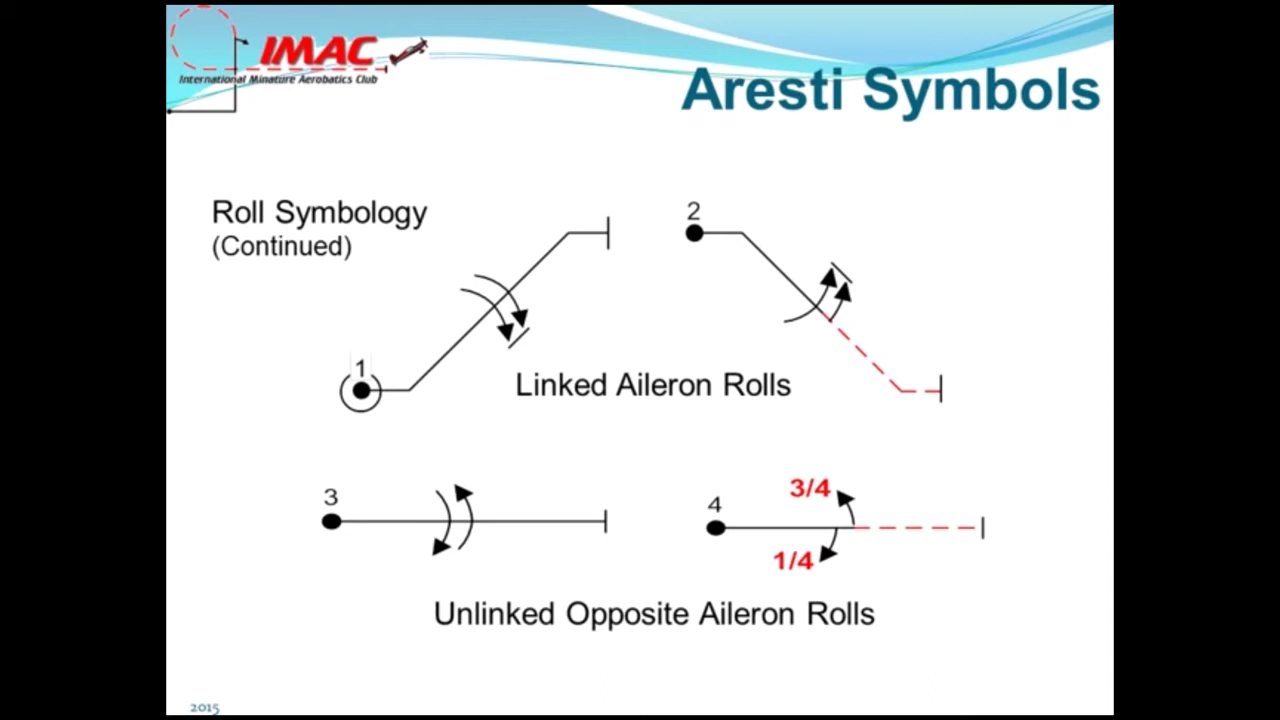 IMAC
International Minature Aerobatics Club
Aresti Symbols
Roll Symbology
(Continued)
1
2
Linked Aileron Rolls
3
4
3/4
1/4
Unlinked Opposite Aileron Rolls
2015